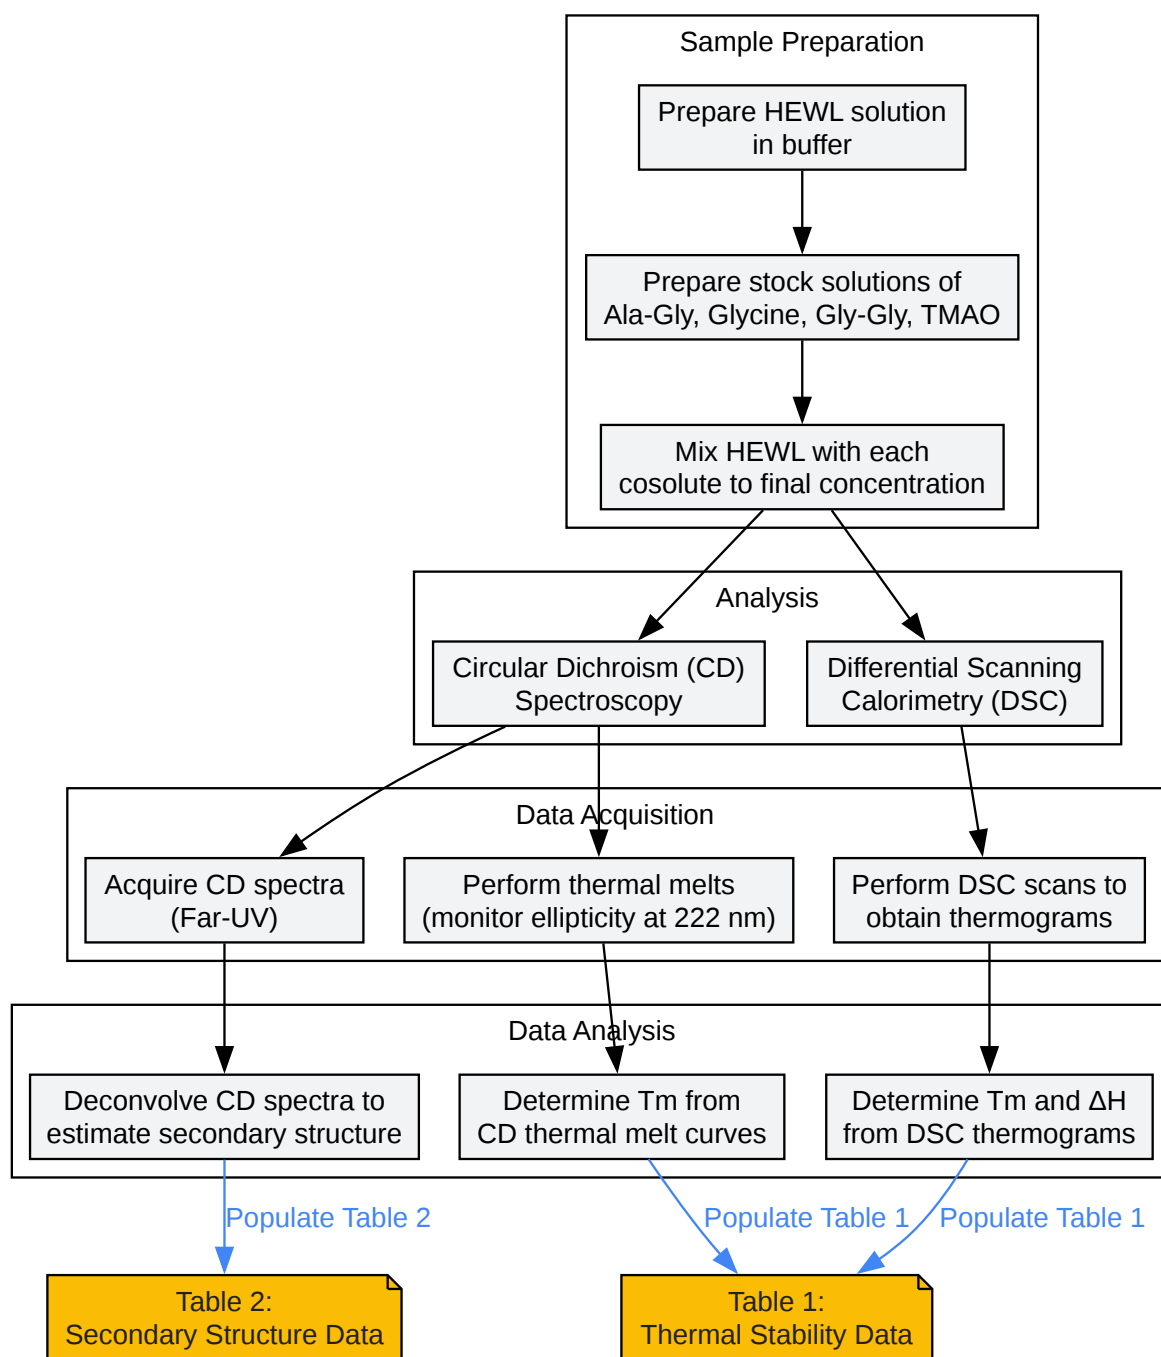 Sample Preparation
Prepare HEWL solution
in buffer
Prepare stock solutions of
Ala-Gly, Glycine, Gly-Gly, TMAO
Mix HEWL with each
cosolute to final concentration
Analysis
Circular Dichroism (CD)
Spectroscopy
Differential Scanning
Calorimetry (DSC)
Data Acquisition
Acquire CD spectra
(Far-UV)
Perform thermal melts
(monitor ellipticity at 222 nm)
Perform DSC scans to
obtain thermograms
Data Analysis
Deconvolve CD spectra to
estimate secondary structure
Determine Tm from
CD thermal melt curves
Determine Tm and ΔH
from DSC thermograms
Populate Table 2
Populate Table 1
Populate Table 1
Table 2:
Secondary Structure Data
Table 1:
Thermal Stability Data